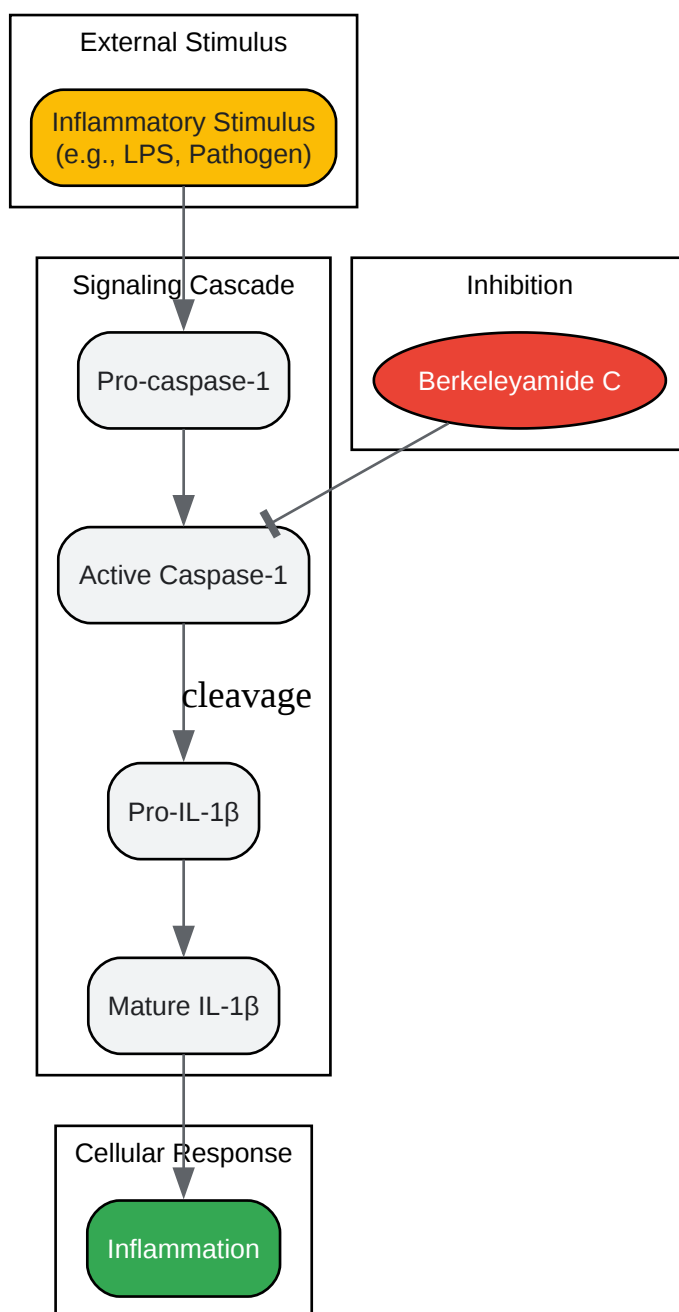 External Stimulus
Inflammatory Stimulus
(e.g., LPS, Pathogen)
Signaling Cascade
Inhibition
Pro-caspase-1
Berkeleyamide C
Active Caspase-1
cleavage
Pro-IL-1β
Mature IL-1β
Cellular Response
Inflammation